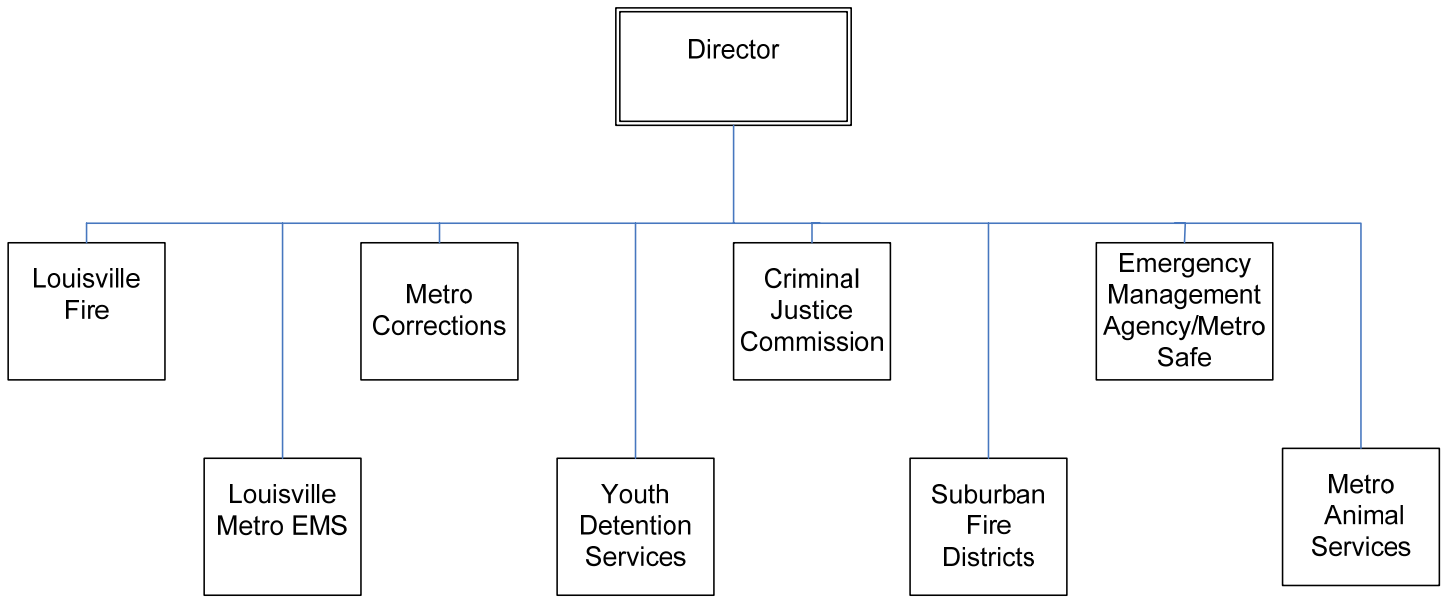 Director
Louisville
Fire
Metro
Corrections
Criminal
Justice
Commission
Emergency
Management
Agency/Metro
Safe
Louisville
Metro EMS
Youth
Detention
Services
Suburban
Fire
Districts
Metro
Animal
Services